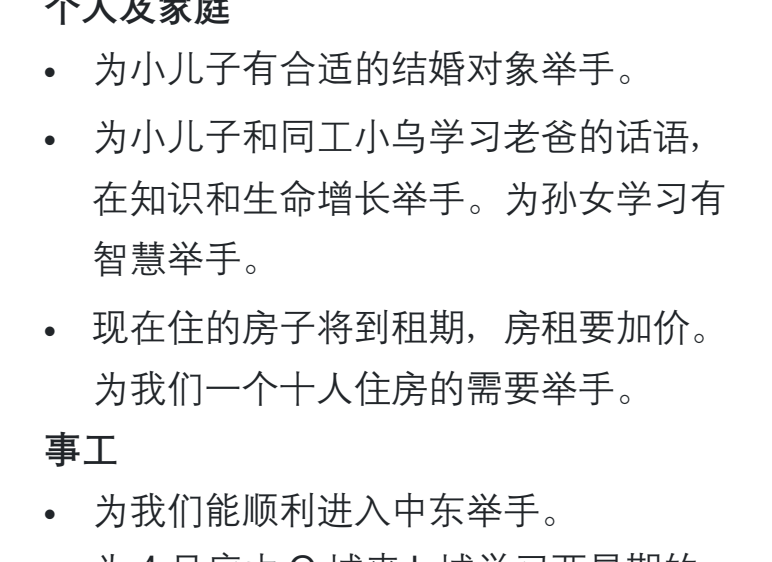 个人及家庭
• 为小儿子有合适的结婚对象举手。
• 为小儿子和同工小乌学习老爸的话语,
在知识和生命增长举手。为孙女学习有
智慧举手。
• 现在住的房子将到租期, 房租要加价。
为我们一个十人住房的需要举手。
事工
• 为我们能顺利进入中东举手。